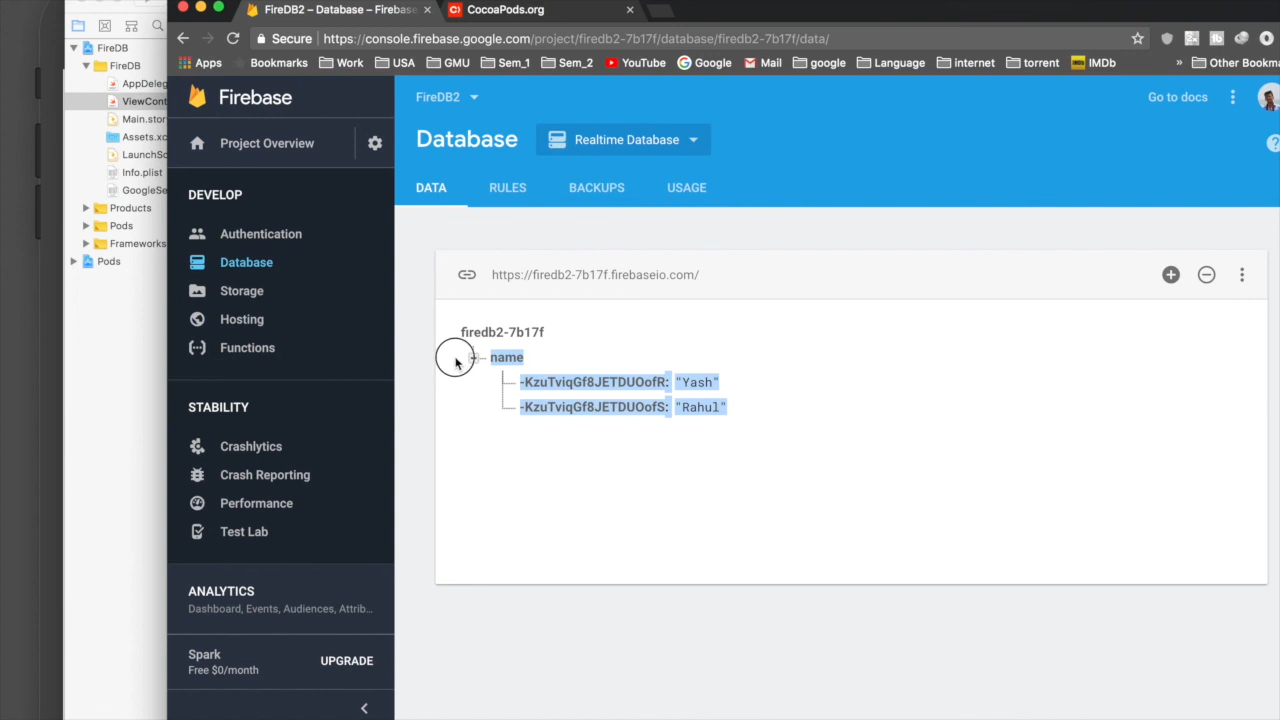 FireDB2 – Database – Firebase
CocoaPods.org
Secure
https://console.firebase.google.com/project/firedb2-7b17f/database/firedb2-7b17f/data/
Apps
Bookmarks
Work
USA
GMU
Sem_1
Sem_2
YouTube
Google
Mail
google
Language
internet
torrent
IMDb
»
Other Bookma
FireDB
FireDB
AppDeleg
ViewCont
Main.stor
Assets.xc
LaunchSc
Info.plist
GoogleSe
Products
Pods
Frameworks
Pods
Firebase
Project Overview
DEVELOP
Authentication
Database
Storage
Hosting
Functions
STABILITY
Crashlytics
Crash Reporting
Performance
Test Lab
ANALYTICS
Dashboard, Events, Audiences, Attrib...
Spark
Free $0/month
UPGRADE
FireDB2
Go to docs
Database
Realtime Database
DATA
RULES
BACKUPS
USAGE
https://firedb2-7b17f.firebaseio.com/
firedb2-7b17f
name
-KzuTviqGf8JETDUOofR: "Yash"
-KzuTviqGf8JETDUOofS: "Rahul"